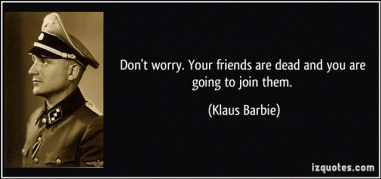 Don't worry. Your friends are dead and you are
going to join them.
(Klaus Barbie)
izquotes.com